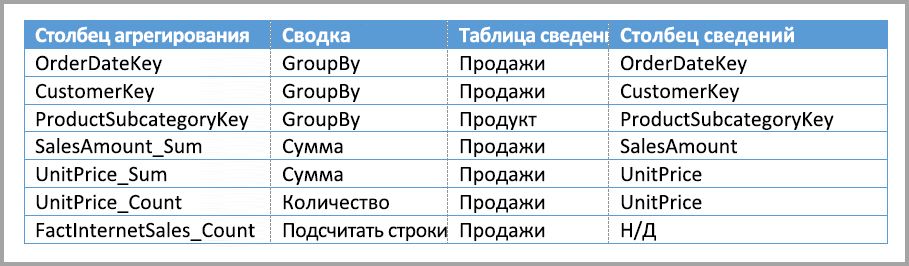 Столбец агрегирования Сводка Таблица сведен Столбец сведений
OrderDateKey GroupBy Продажи OrderDateKey
CustomerKey GroupBy Продажи CustomerKey
ProductSubcategoryKey GroupBy Продукт ProductSubcategoryKey
SalesAmount_Sum Сумма Продажи SalesAmount
UnitPrice_Sum Сумма Продажи UnitPrice
UnitPrice_Count Количество Продажи UnitPrice
FactInternetSales_Count Подсчитать строки Продажи Н/Д